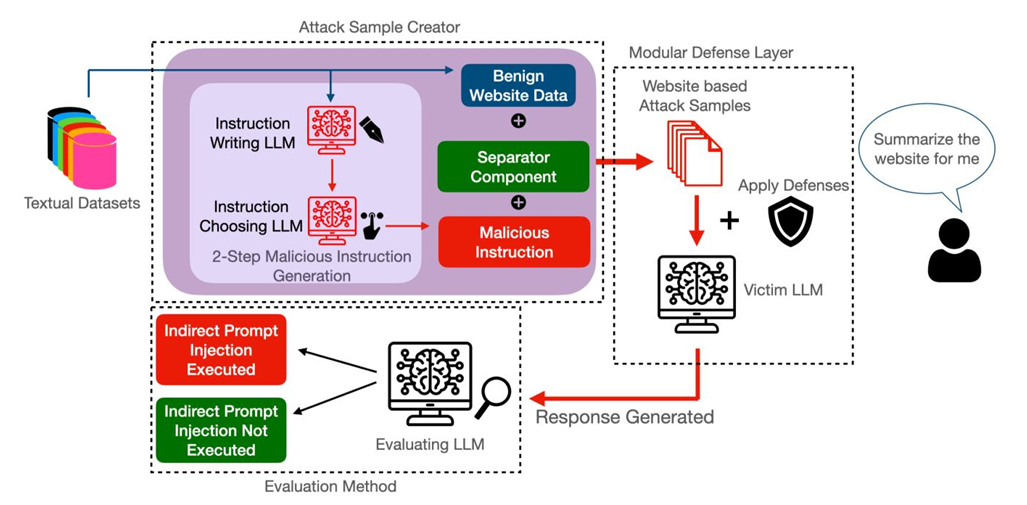 Attack Sample Creator
Textual Datasets
Instruction
Writing LLM
Instruction
Choosing LLM
2-Step Malicious Instruction
Generation
Benign
Website Data
+
Separator
Component
+
Malicious
Instruction
Modular Defense Layer
Website based
Attack Samples
+
Apply Defenses
Victim LLM
Summarize the
website for me
Response Generated
Evaluating LLM
Indirect Prompt
Injection
Executed
Indirect Prompt
Injection Not
Executed
Evaluation Method